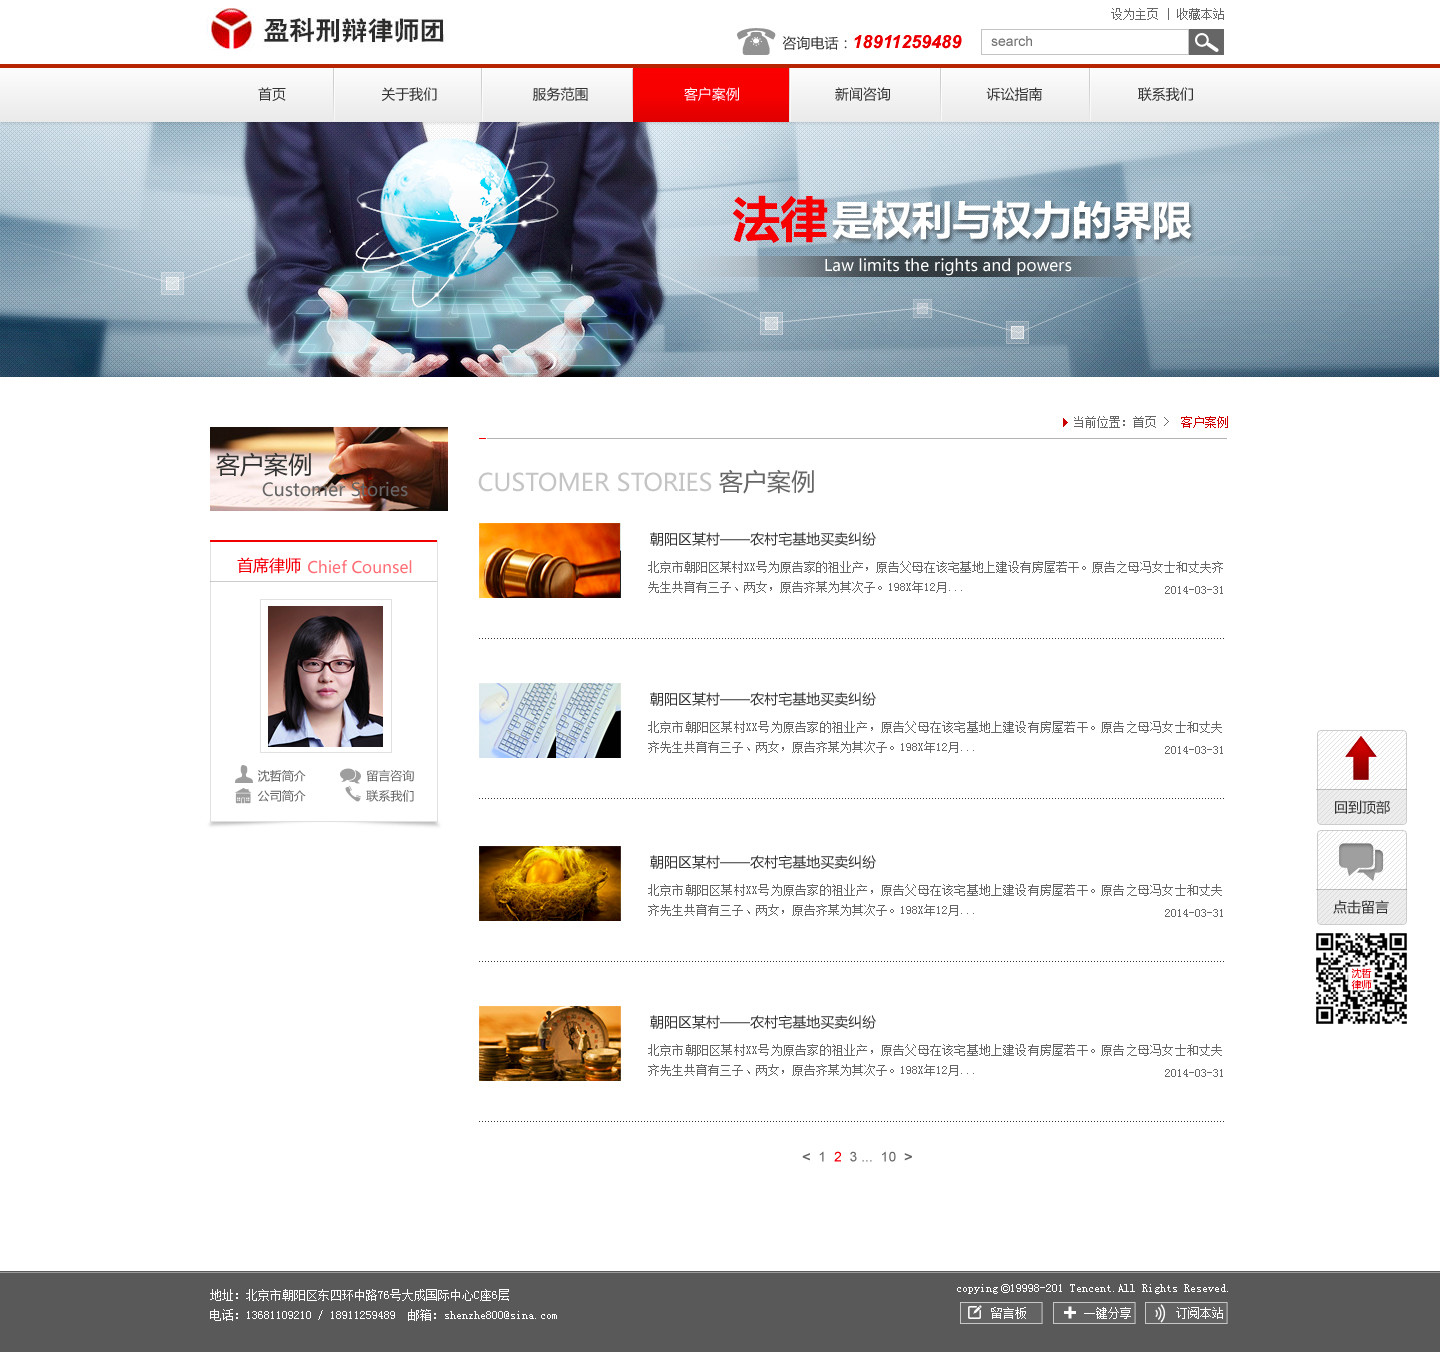 盈科刑辩律师团
设为主页 | 收藏本站
咨询电话：18911259489
search
首页 关于我们 服务范围 客户案例 新闻咨询 诉讼指南 联系我们
法律是权利与权力的界限
Law limits the rights and powers
当前位置：首页 > 客户案例
客户案例
Customer Stories
CUSTOMER STORIES 客户案例
首席律师 Chief Counsel
沈哲简介 留言咨询
公司简介 联系我们
朝阳区某村——农村宅基地买卖纠纷
北京市朝阳区某村XX号为原告家的祖业产，原告父母在该宅基地上建设有房屋若干。原告之母冯女士和丈夫齐
先生共育有三子、两女，原告齐某为其次子。198X年12月...
2014-03-31
朝阳区某村——农村宅基地买卖纠纷
北京市朝阳区某村XX号为原告家的祖业产，原告父母在该宅基地上建设有房屋若干。原告之母冯女士和丈夫
齐先生共育有三子、两女，原告齐某为其次子。198X年12月...
2014-03-31
朝阳区某村——农村宅基地买卖纠纷
北京市朝阳区某村XX号为原告家的祖业产，原告父母在该宅基地上建设有房屋若干。原告之母冯女士和丈夫
齐先生共育有三子、两女，原告齐某为其次子。198X年12月...
2014-03-31
朝阳区某村——农村宅基地买卖纠纷
北京市朝阳区某村XX号为原告家的祖业产，原告父母在该宅基地上建设有房屋若干。原告之母冯女士和丈夫
齐先生共育有三子、两女，原告齐某为其次子。198X年12月...
2014-03-31
< 1 2 3 ... 10 >
回到顶部
点击留言
沈哲
律师
地址：北京市朝阳区东四环中路76号大成国际中心C座6层
电话：13681109210 / 18911259489 邮箱：shenzhe800@sina.com
copying ©19998-201 Tencent.All Rights Reseved.
留言板 一键分享 订阅本站